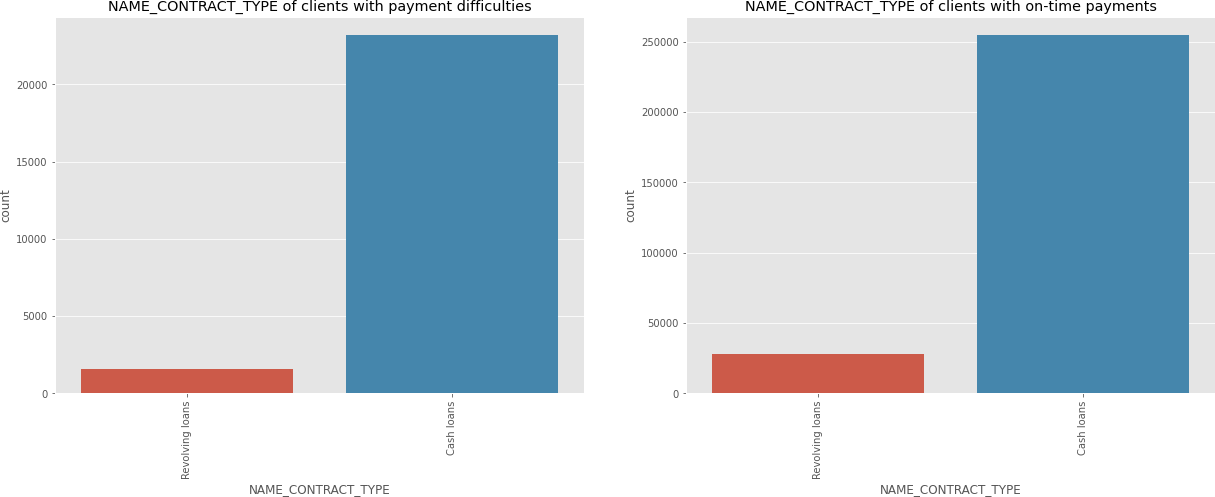 NAME_CONTRACT_TYPE of clients with payment difficulties
count
20000
15000
10000
5000
0
Revolving loans
Cash loans
NAME_CONTRACT_TYPE
NAME_CONTRACT_TYPE of clients with on-time payments
count
250000
200000
150000
100000
50000
0
Revolving loans
Cash loans
NAME_CONTRACT_TYPE